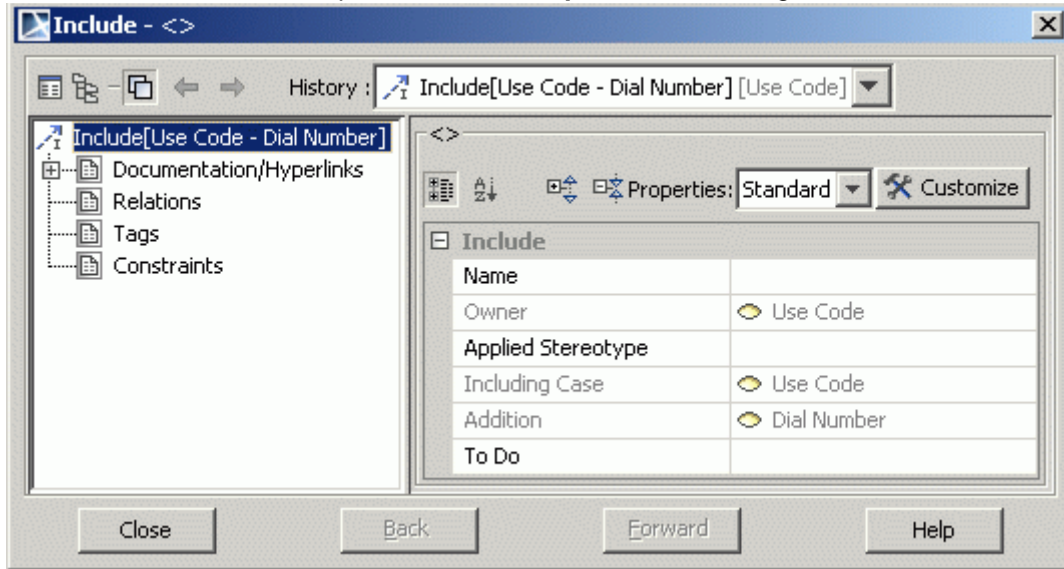 Include - <>
History : Include[Use Code - Dial Number] [Use Code]
Include[Use Code - Dial Number]
Documentation/Hyperlinks
Relations
Tags
Constraints
<>
Properties: Standard Customize
Include
Name
Owner Use Code
Applied Stereotype
Including Case Use Code
Addition Dial Number
To Do
Close Back Forward Help